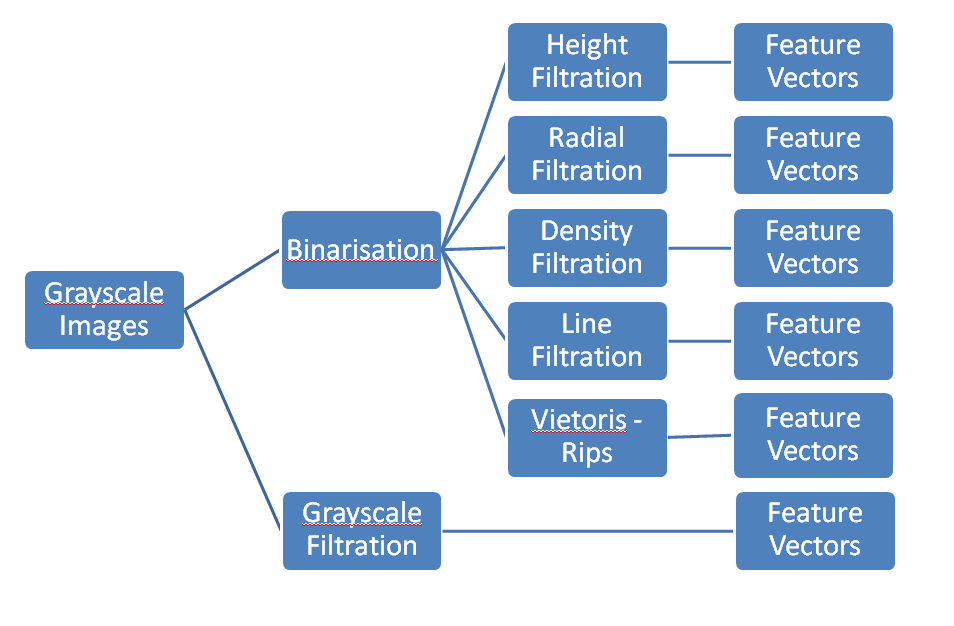 Grayscale
Images
Binarisation
Height
Filtration
Feature
Vectors
Radial
Filtration
Feature
Vectors
Density
Filtration
Feature
Vectors
Line
Filtration
Feature
Vectors
Vietoris -
Rips
Feature
Vectors
Grayscale
Filtration
Feature
Vectors